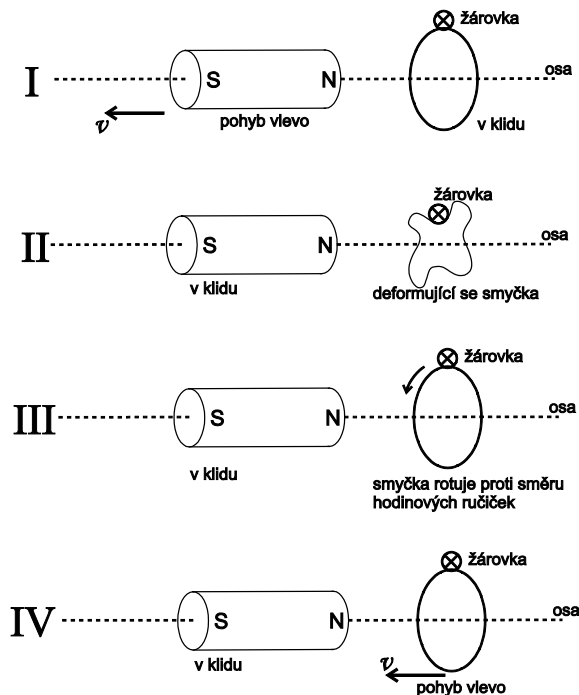 žárovka
I
S
N
osa
v
pohyb vlevo
v klidu
žárovka
II
S
N
osa
v klidu
deformující se smyčka
žárovka
III
S
N
osa
v klidu
smyčka rotuje proti směru
hodinových ručiček
žárovka
IV
S
N
osa
v klidu
v
pohyb vlevo